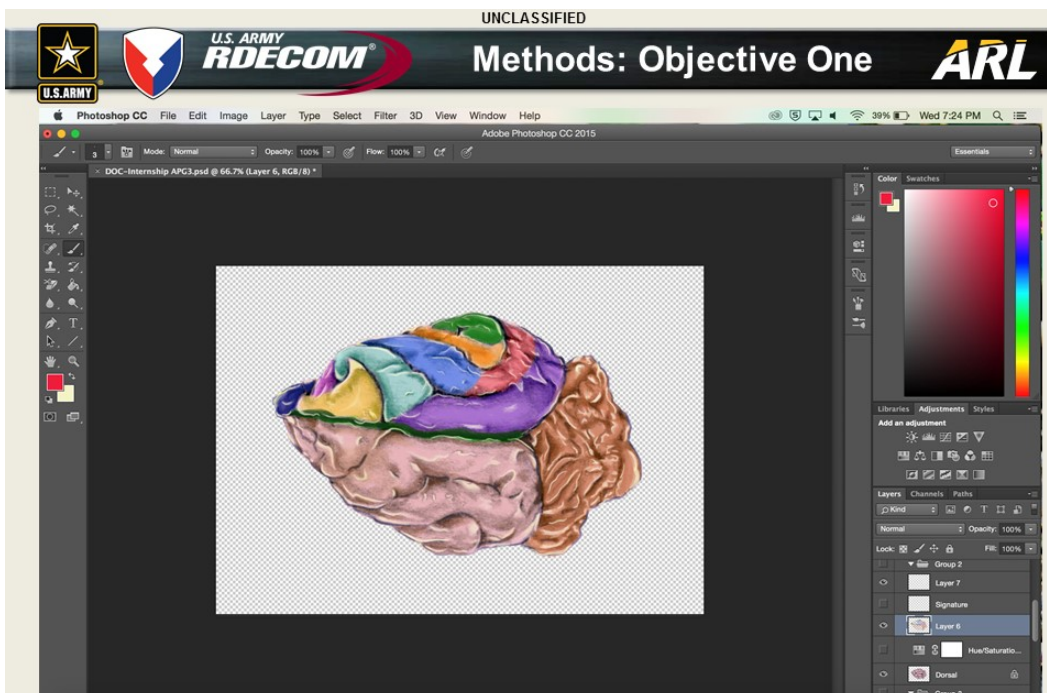 UNCLASSIFIED
U.S. ARMY
RDECOM®
Methods: Objective One
ARL
U.S.ARMY
Photoshop CC File Edit Image Layer Type Select Filter 3D View Window Help 39% Wed 7:24 PM
Adobe Photoshop CC 2015
3 Mode: Normal Opacity: 100% Flow: 100% Essentials
× DOC-Internship APG3.psd @ 66.7% (Layer 6, RGB/8) *
Color Swatches
Libraries Adjustments Styles
Add an adjustment
Layers Channels Paths
Kind
Normal Opacity: 100%
Lock: Fill: 100%
Group 2
Layer 7
Signature
Layer 6
Hue/Saturatio...
Dorsal